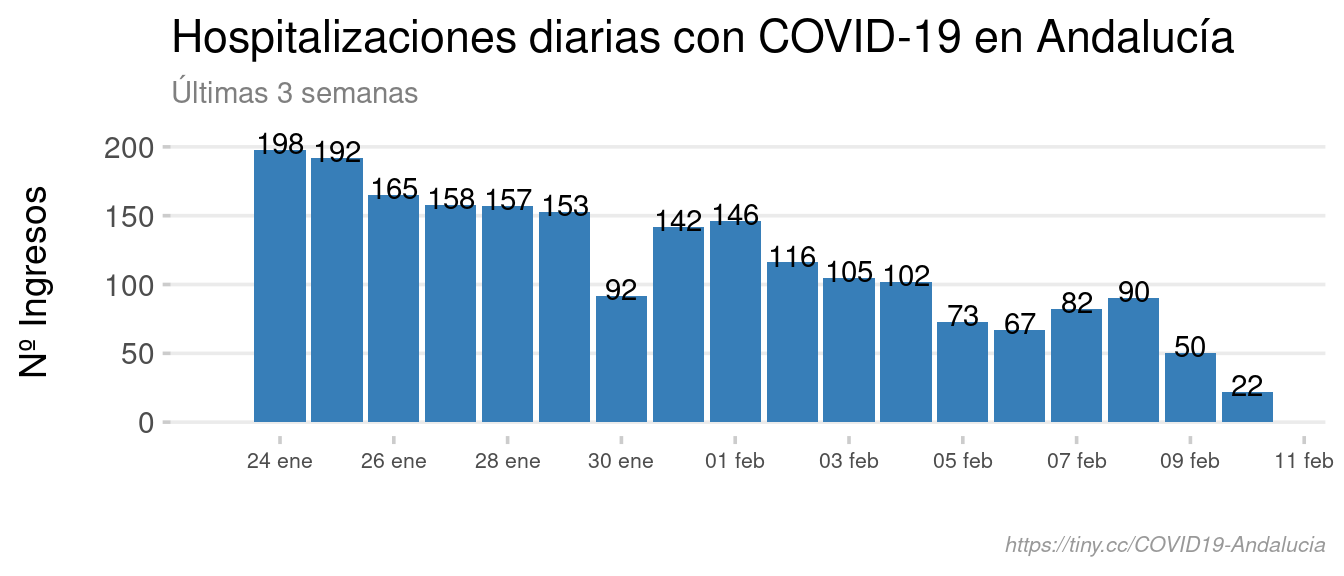 Hospitalizaciones diarias con COVID-19 en Andalucía
Últimas 3 semanas
Nº Ingresos
200
150
100
50
0
198 192 165 158 157 153 92 142 146 116 105 102 73 67 82 90 50 22
24 ene 26 ene 28 ene 30 ene 01 feb 03 feb 05 feb 07 feb 09 feb 11 feb
https://tiny.cc/COVID19-Andalucia